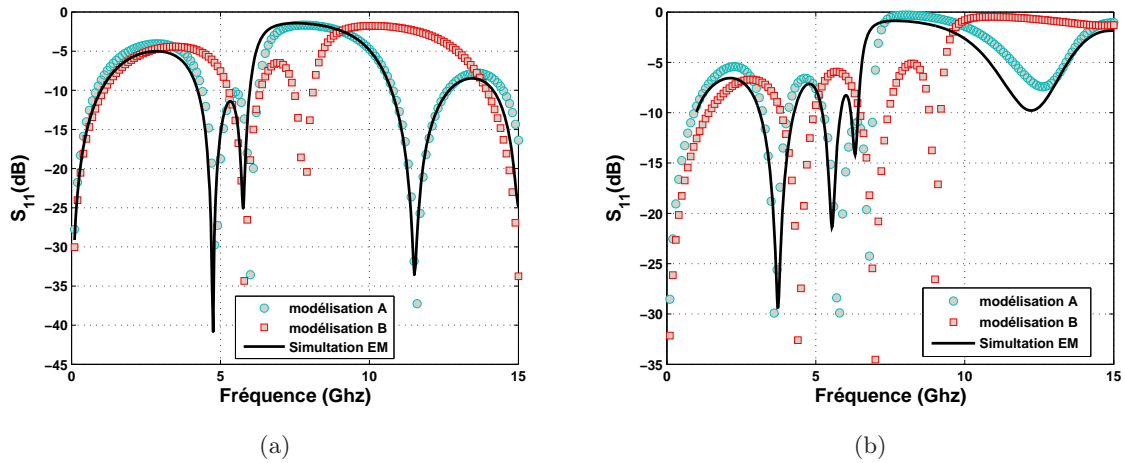 0
−5
−10
−15
−20
−25
−30
−35
−40
−45
S11(dB)
0
5
10
15
Fréquence (Ghz)
modélisation A
modélisation B
Simultation EM
(a)
0
−5
−10
−15
−20
−25
−30
−35
S11(dB)
0
5
10
15
Fréquence (Ghz)
modélisation A
modélisation B
Simultation EM
(b)